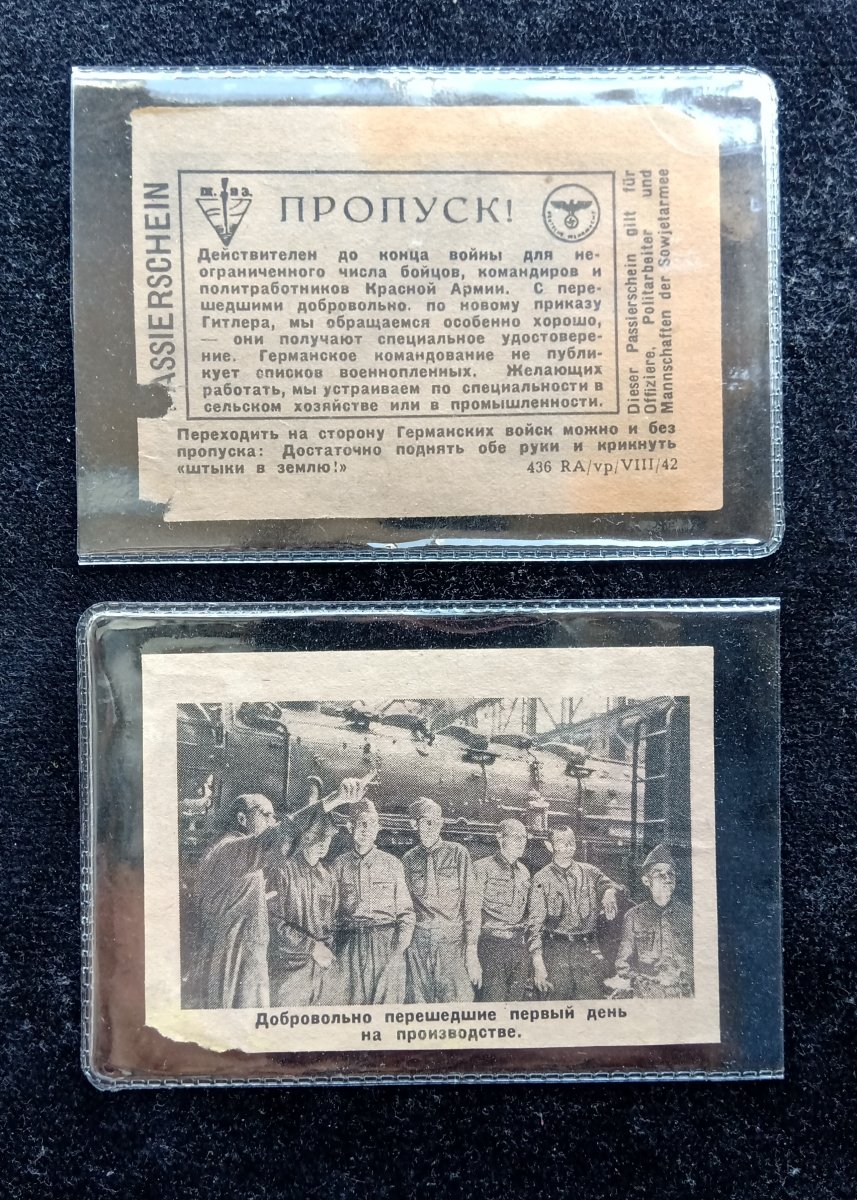 ASSIERSCHEIN
Ш. В З.
ПРОПУСК!
Действителен до конца войны для не-
ограниченного числа бойцов, командиров и
политработников Красной Армии. С пере-
шедшими добровольно, по новому приказу
Гитлера, мы обращаемся особенно хорошо,
— они получают специальное удостовере-
ние. Германское командование не публи-
кует списков военнопленных. Желающих
работать, мы устраиваем по специальности в
сельском хозяйстве или в промышленности.
Dieser Passierschein gilt für
Offiziere, Politarbeiter und
Mannschaften der Sowjetarmee
Переходить на сторону Германских войск можно и без
пропуска: Достаточно поднять обе руки и крикнуть
«штыки в землю!»
436 RA/vp/VIII/42
Добровольно перешедшие первый день
на производстве.